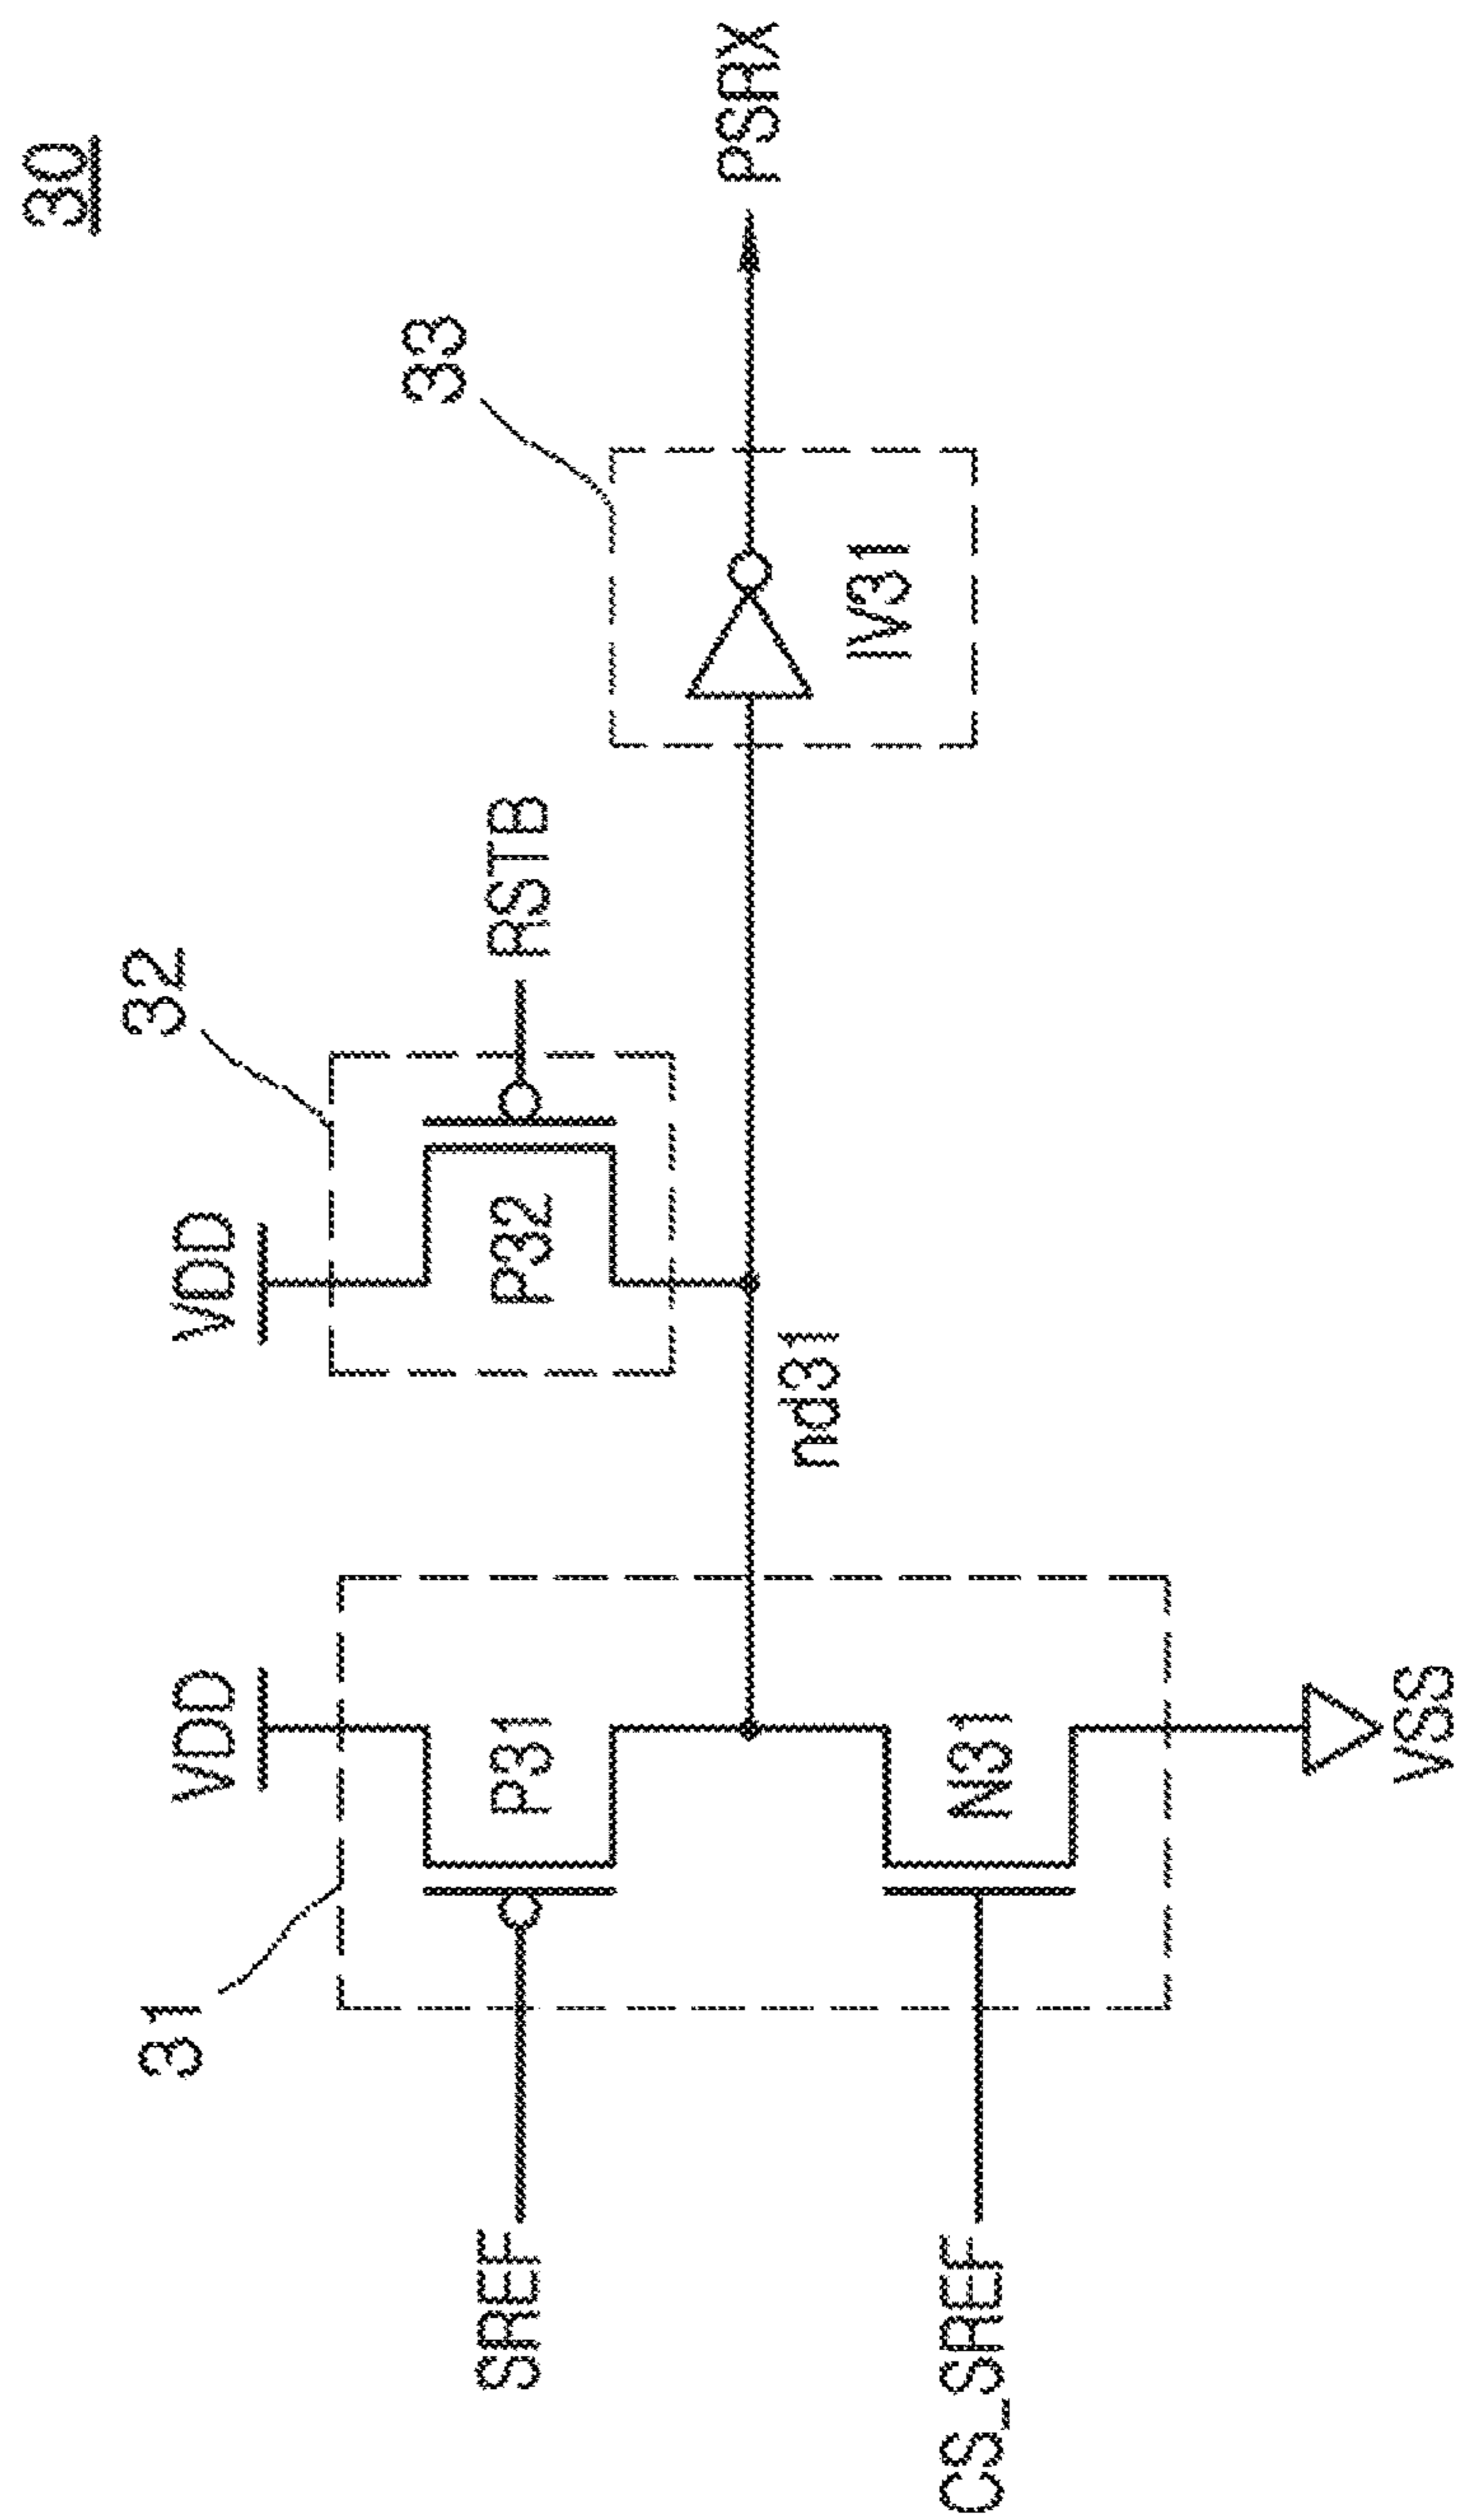 30
31
VDD
SREF
P31
CS_SREF
N31
VSS
nd31
32
VDD
P32
RSTB
33
IV31
PSRX